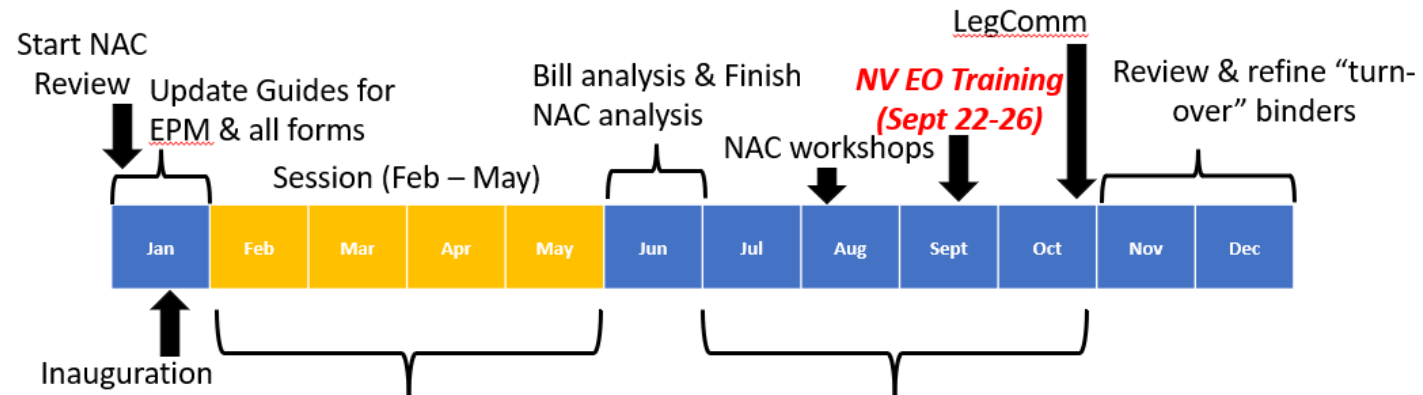 LegComm
Start NAC
Review
Update Guides for
EPM & all forms
Session (Feb – May)
Bill analysis & Finish
NAC analysis
NAC workshops
NV EO Training
(Sept 22-26)
Review & refine “turn-
over” binders
Jan
Feb
Mar
Apr
May
Jun
Jul
Aug
Sept
Oct
Nov
Dec
Inauguration